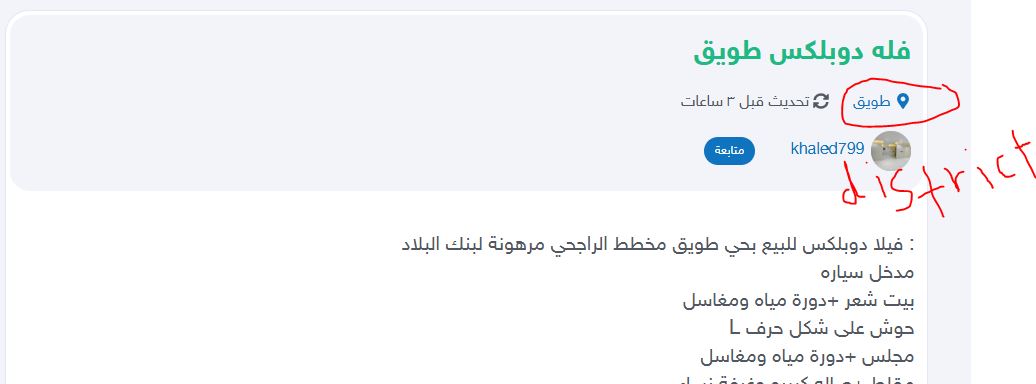 فله دوبلكس طويق
طويق تحديث قبل ٣ ساعات
khaled799 متابعة
district
: فيلا دوبلكس للبيع بحي طويق مخطط الراجحي مرهونة لبنك البلاد
مدخل سياره
بيت شعر +دورة مياه ومغاسل
حوش على شكل حرف L
مجلس +دورة مياه ومغاسل